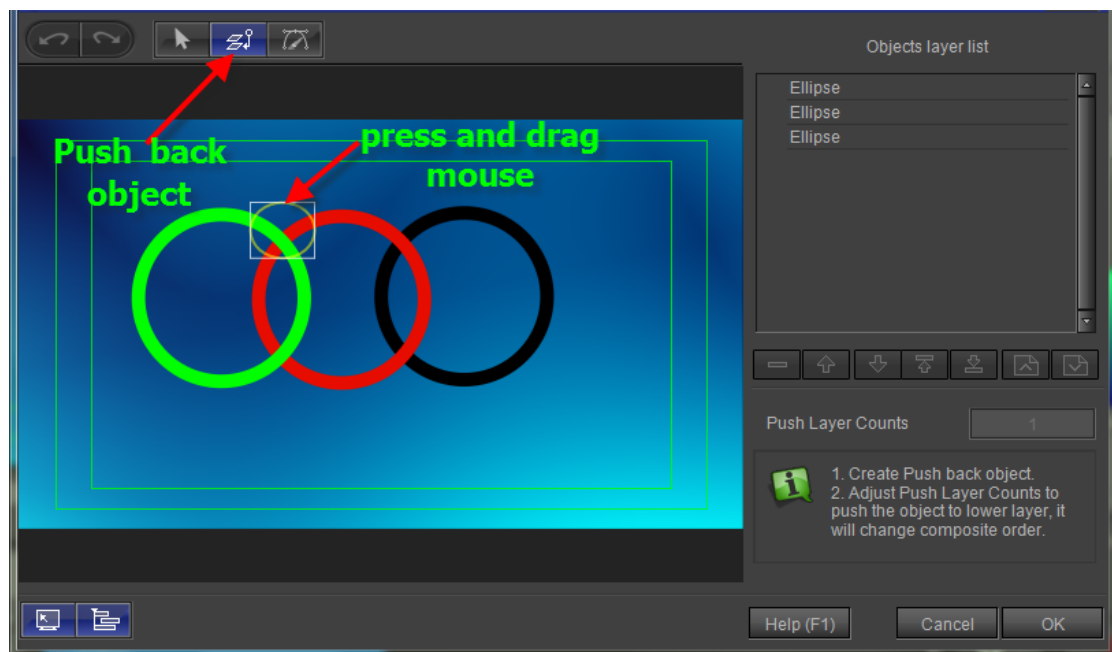 Objects layer list
Ellipse
Ellipse
Ellipse
Push back
object
press and drag
mouse
Push Layer Counts
1
1. Create Push back object.
2. Adjust Push Layer Counts to
push the object to lower layer, it
will change composite order.
Help (F1)
Cancel
OK